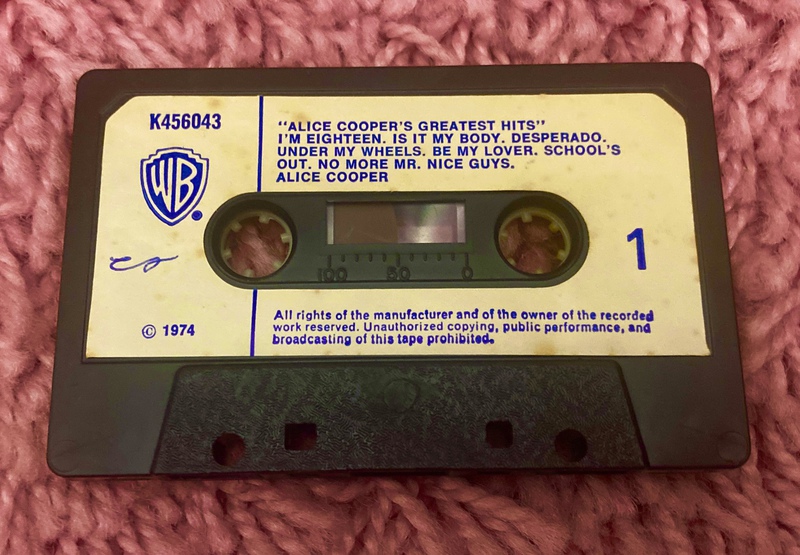 K456043
"ALICE COOPER'S GREATEST HITS"
I'M EIGHTEEN. IS IT MY BODY. DESPERADO.
UNDER MY WHEELS. BE MY LOVER. SCHOOL'S
OUT. NO MORE MR. NICE GUYS.
ALICE COOPER
WB
®
100 50 0
1
All rights of the manufacturer and of the owner of the recorded
work reserved. Unauthorized copying, public performance, and
broadcasting of this tape prohibited.
© 1974